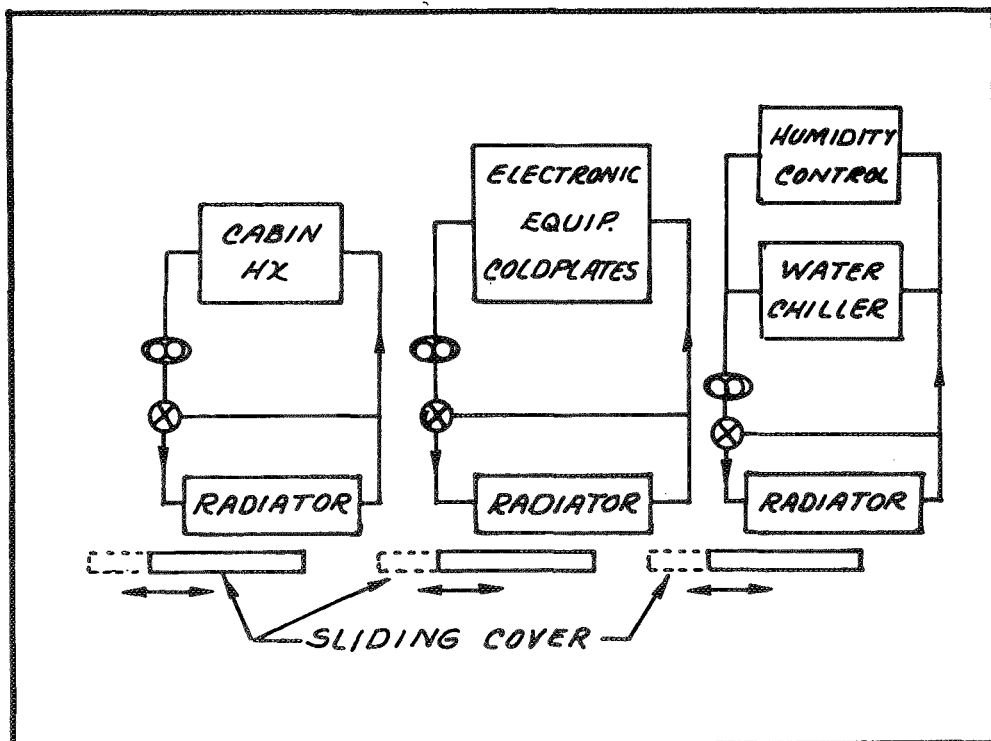 CABIN
HX
ELECTRONIC
EQUIP.
COLDPLATES
HUMIDITY
CONTROL
WATER
CHILLER
RADIATOR
RADIATOR
RADIATOR
SLIDING COVER